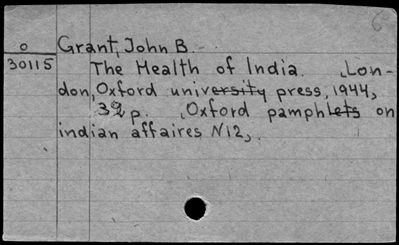 6
Grant, John B.
0
30115
The Health of India. London, Oxford university press, 1944,
32 p. Oxford pamphlets on
indian affaires N12,.